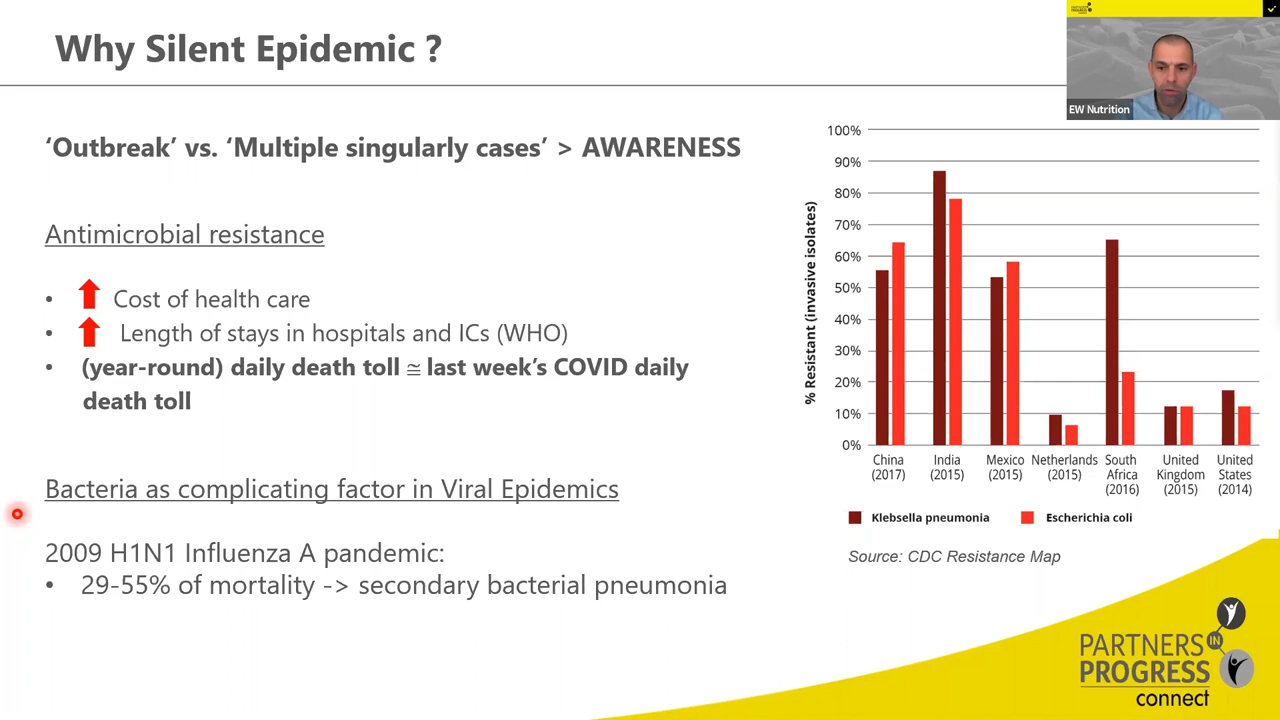 Why Silent Epidemic ?
EW Nutrition
'Outbreak' vs. 'Multiple singularly cases' > AWARENESS
Antimicrobial resistance
• Cost of health care
• Length of stays in hospitals and ICs (WHO)
• (year-round) daily death toll ≅ last week's COVID daily
death toll
Bacteria as complicating factor in Viral Epidemics
2009 H1N1 Influenza A pandemic:
• 29-55% of mortality -> secondary bacterial pneumonia
% Resistant (invasive isolates)
100%
90%
80%
70%
60%
50%
40%
30%
20%
10%
0%
China
(2017)
India
(2015)
Mexico
(2015)
Netherlands
(2015)
South
Africa
(2016)
United
Kingdom
(2015)
United
States
(2014)
Klebsella pneumonia
Escherichia coli
Source: CDC Resistance Map
PARTNERS IN
PROGRESS
connect